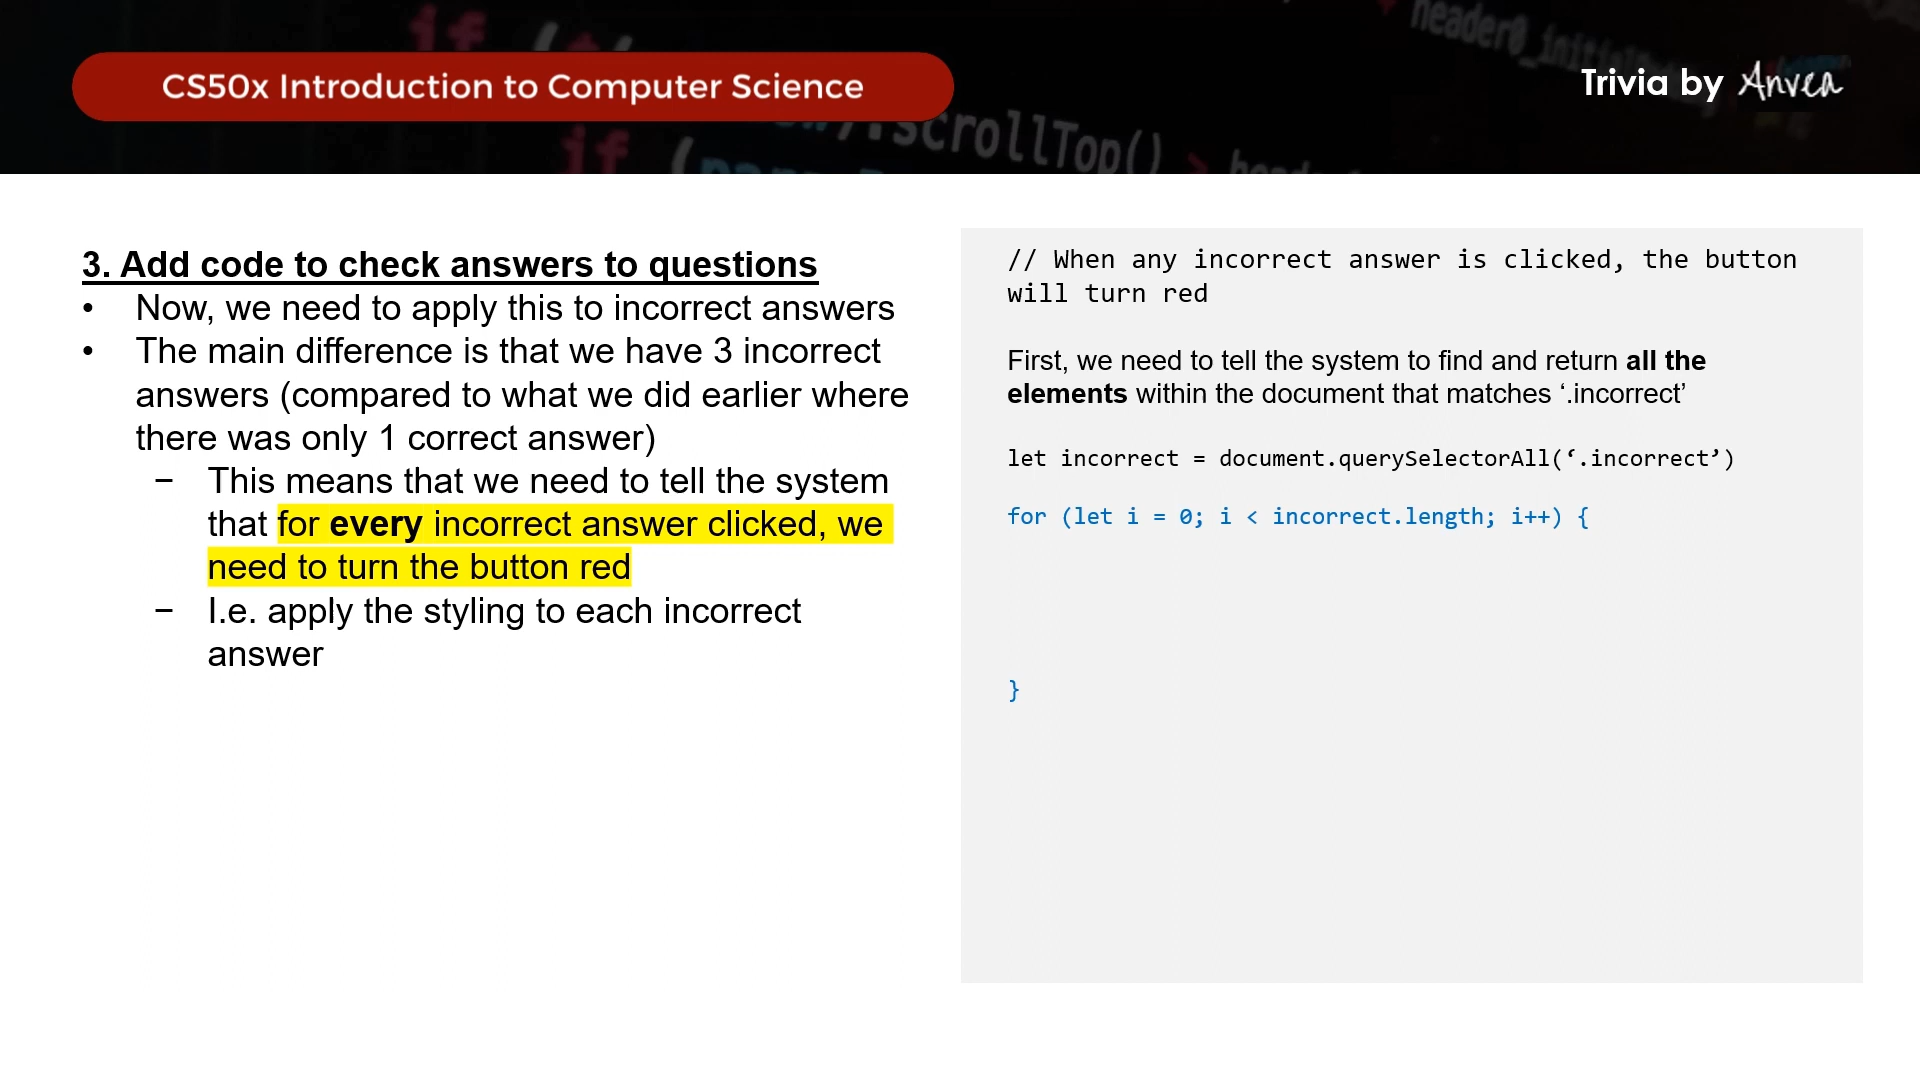 CS50x Introduction to Computer Science
Trivia by Anvea
if (
header0_initi
if (
).scrollTop() >
3. Add code to check answers to questions
• Now, we need to apply this to incorrect answers
• The main difference is that we have 3 incorrect
answers (compared to what we did earlier where
there was only 1 correct answer)
− This means that we need to tell the system
that for every incorrect answer clicked, we
need to turn the button red
− I.e. apply the styling to each incorrect
answer
// When any incorrect answer is clicked, the button
will turn red
First, we need to tell the system to find and return all the
elements within the document that matches ‘.incorrect’
let incorrect = document.querySelectorAll(‘.incorrect’)
for (let i = 0; i < incorrect.length; i++) {
}